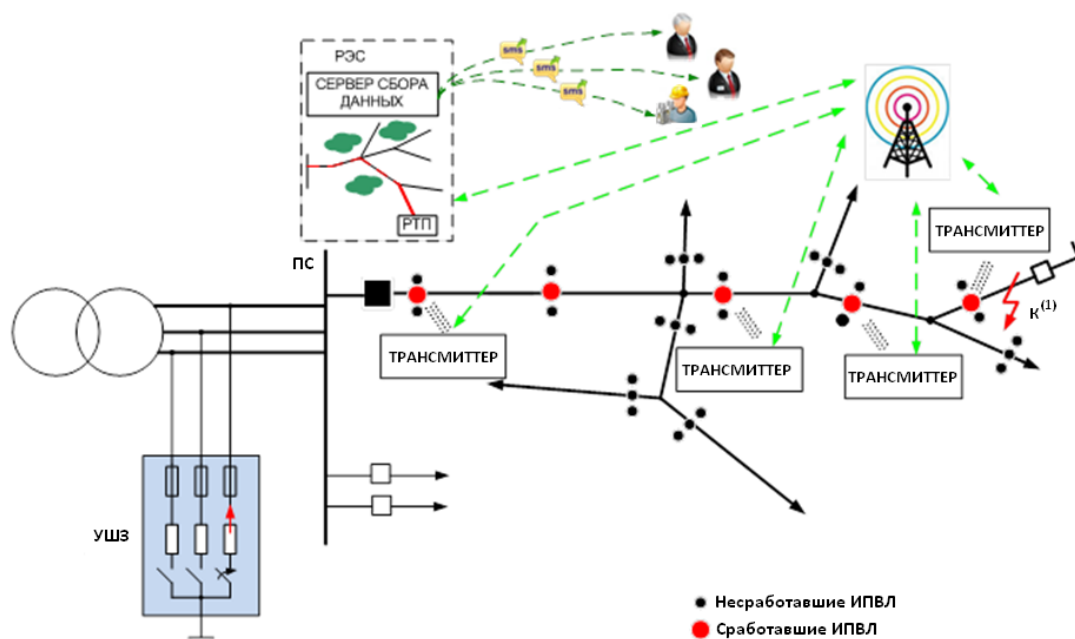 РЭС
СЕРВЕР СБОРА
ДАННЫХ
РТП
sms
sms
sms
ПС
ТРАНСМИТТЕР
ТРАНСМИТТЕР
ТРАНСМИТТЕР
ТРАНСМИТТЕР
К(1)
УШЗ
Несработавшие ИПВЛ
Сработавшие ИПВЛ